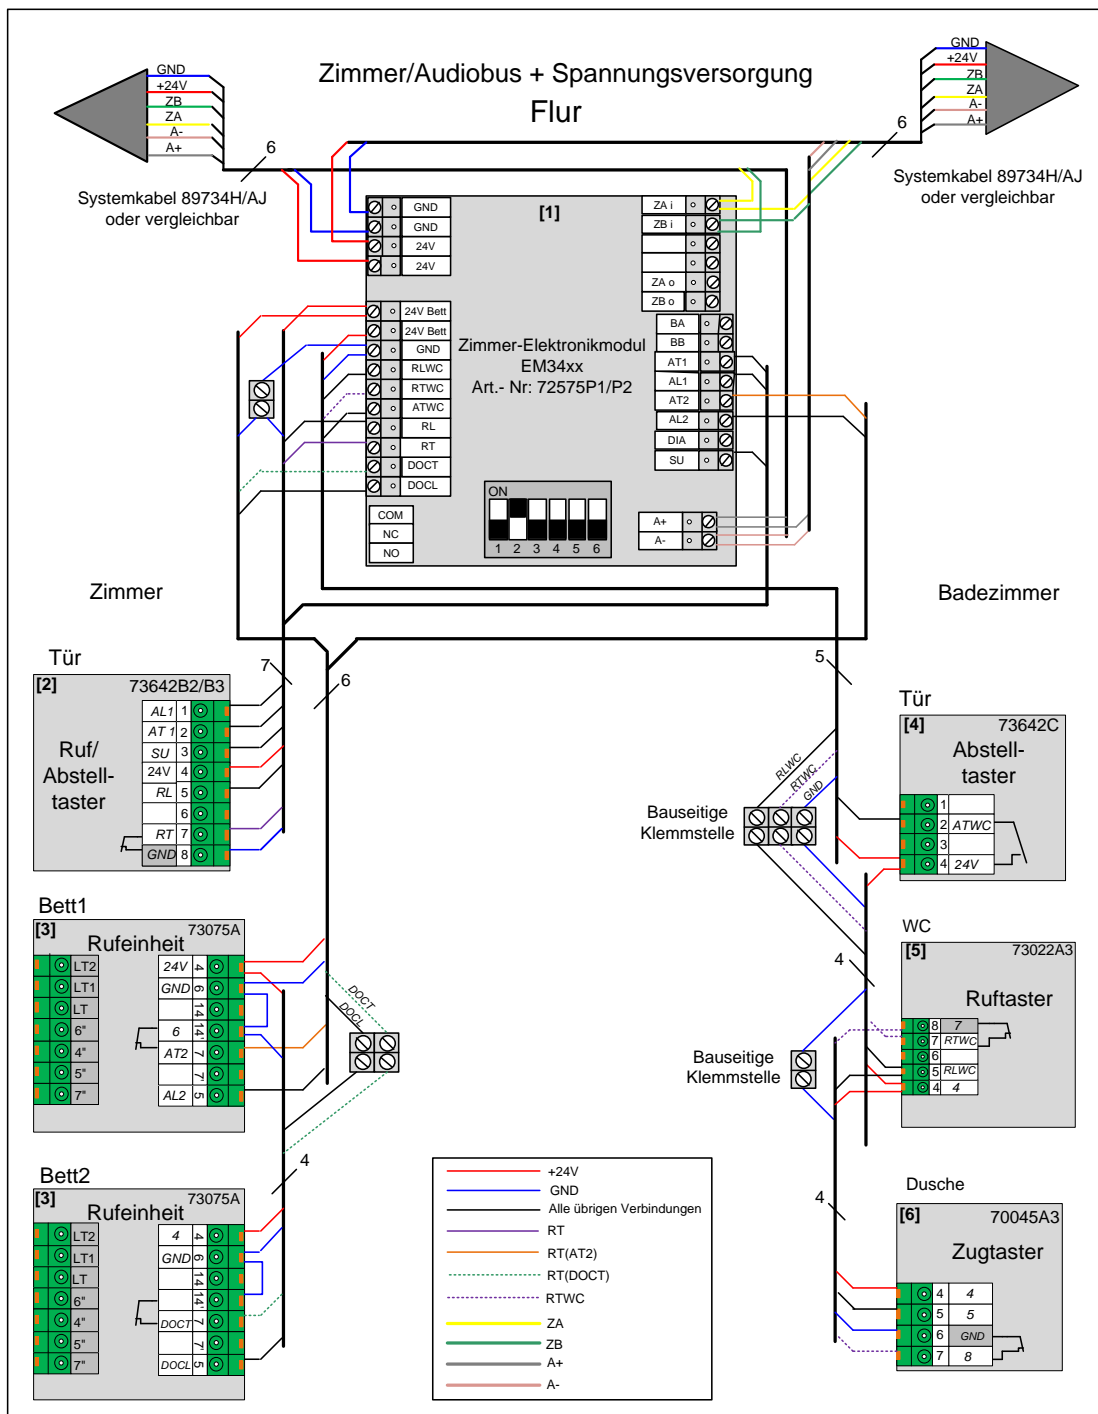 Zimmer/Audiobus + Spannungsversorgung
Flur
GND
+24V
ZB
ZA
A-
A+
6
Systemkabel 89734H/AJ
oder vergleichbar
GND
+24V
ZB
ZA
A-
A+
6
Systemkabel 89734H/AJ
oder vergleichbar
[1]
GND
GND
24V
24V
24V Bett
24V Bett
GND
RLWC
RTWC
ATWC
RL
RT
DOCT
DOCL
COM
NC
NO
Zimmer-Elektronikmodul
EM34xx
Art.- Nr: 72575P1/P2
ZA i
ZB i
ZA o
ZB o
BA
BB
AT1
AL1
AT2
AL2
DIA
SU
A+
A-
ON
1 2 3 4 5 6
Zimmer
Badezimmer
Tür
7
6
[2] 73642B2/B3
Ruf/
Abstell-
taster
AL1 1
AT 1 2
SU 3
24V 4
RL 5
6
RT 7
GND 8
5
RLWC
RTWC
GND
Bauseitige
Klemmstelle
Tür
[4] 73642C
Abstell-
taster
1
2 ATWC
3
4 24V
Bett1
[3] 73075A
Rufeinheit
LT2
LT1
LT
6"
4"
5"
7"
24V 4
GND 6
14
6 14'
AT2 7
7'
AL2 5
DOCT
DOCL
WC
4
[5] 73022A3
Ruftaster
8 7
7 RTWC
6
5 RLWC
4 4
Bauseitige
Klemmstelle
Bett2
4
[3] 73075A
Rufeinheit
LT2
LT1
LT
6"
4"
5"
7"
4 4
GND 6
14
14'
DOCT 7
7'
DOCL 5
+24V
GND
Alle übrigen Verbindungen
RT
RT(AT2)
RT(DOCT)
RTWC
ZA
ZB
A+
A-
Dusche
4
[6] 70045A3
Zugtaster
4 4
5 5
6 GND
7 8